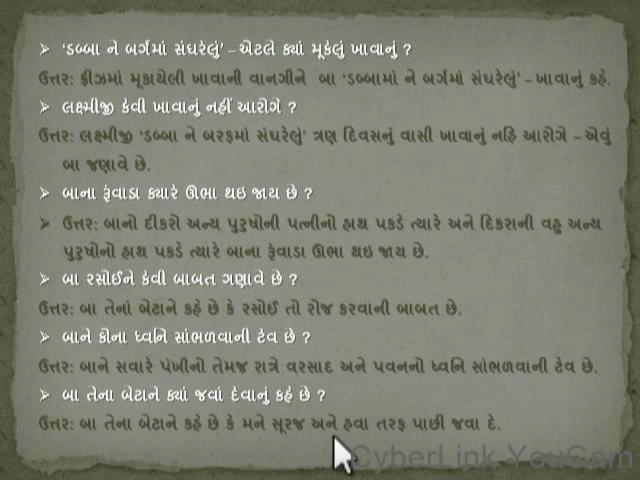 ➢ 'ડબ્બા ને બર્ગમાં સંઘરેલું' – એટલે ક્યાં મૂકેલું ખાવાનું ?
ઉત્તર: ફ્રીઝમાં મૂકાયેલી ખાવાની વાનગીને બા 'ડબ્બામાં ને બર્ગમાં સંઘરેલું' – ખાવાનું કહે.
➢ લક્ષ્મીજી કેવી ખાવાનું નહીં આરોગે ?
ઉત્તર: લક્ષ્મીજી 'ડબ્બા ને બરફમાં સંઘરેલું' ત્રણ દિવસનું વાસી ખાવાનું નહિ આરોગે – એવું
બા જણાવે છે.
➢ બાના રૂંવાડા ક્યારે ઊભા થઇ જાય છે ?
➢ ઉત્તર: બાનો દીકરો અન્ય પુરુષોની પત્નીનો હાથ પકડે ત્યારે અને દિકરાની વહુ અન્ય
પુરુષોનો હાથ પકડે ત્યારે બાના રૂંવાડા ઊભા થઇ જાય છે.
➢ બા રસોઈને કેવી બાબત ગણાવે છે ?
ઉત્તર: બા તેનાં બેટાને કહે છે કે રસોઈ તો રોજ કરવાની બાબત છે.
➢ બાને કોના ધ્વનિ સાંભળવાની ટેવ છે ?
ઉત્તર: બાને સવારે પંખીનો તેમજ રાત્રે વરસાદ અને પવનનો ધ્વનિ સાંભળવાની ટેવ છે.
➢ બા તેના બેટાને ક્યાં જવાં દેવાનું કહે છે ?
ઉત્તર: બા તેના બેટાને કહે છે કે મને સૂરજ અને હવા તરફ પાછી જવા દે.
CyberLink YouCam